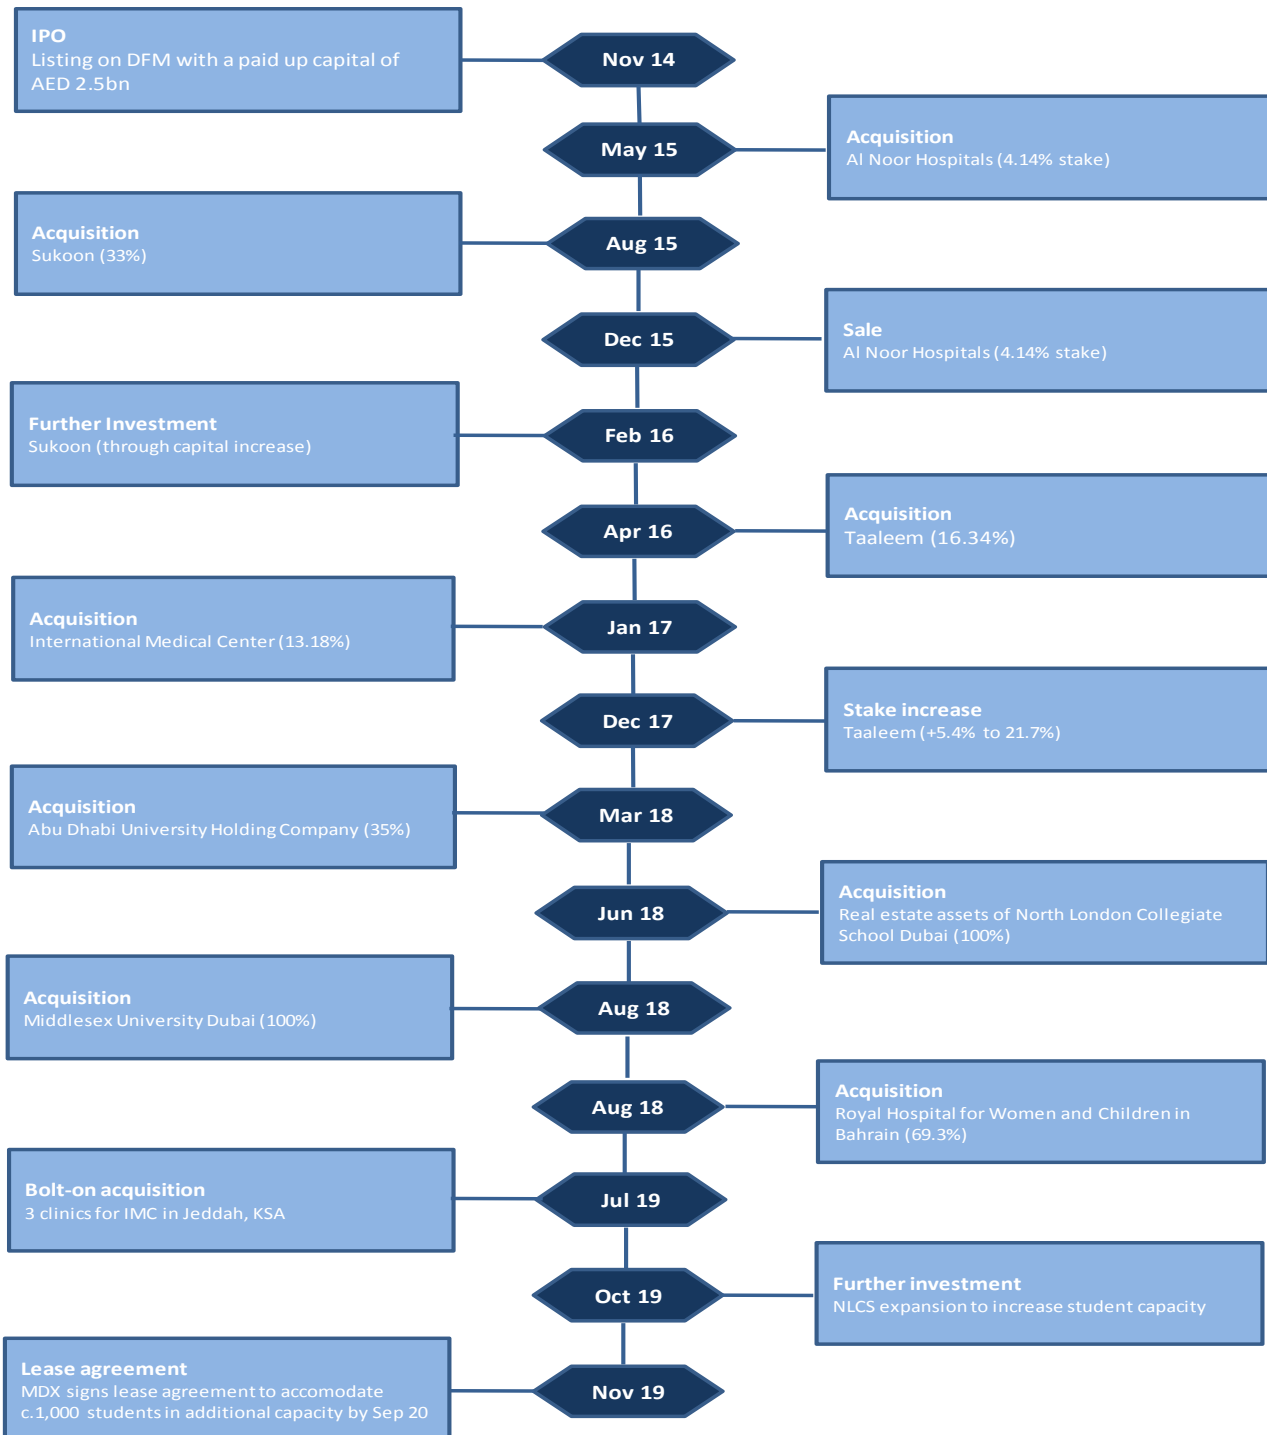 IPO
Listing on DFM with a paid up capital of
AED 2.5bn
Nov 14
May 15
Acquisition
Al Noor Hospitals (4.14% stake)
Acquisition
Sukoon (33%)
Aug 15
Dec 15
Sale
Al Noor Hospitals (4.14% stake)
Further Investment
Sukoon (through capital increase)
Feb 16
Apr 16
Acquisition
Taaleem (16.34%)
Acquisition
International Medical Center (13.18%)
Jan 17
Dec 17
Stake increase
Taaleem (+5.4% to 21.7%)
Acquisition
Abu Dhabi University Holding Company (35%)
Mar 18
Jun 18
Acquisition
Real estate assets of North London Collegiate
School Dubai (100%)
Acquisition
Middlesex University Dubai (100%)
Aug 18
Aug 18
Acquisition
Royal Hospital for Women and Children in
Bahrain (69.3%)
Bolt-on acquisition
3 clinics for IMC in Jeddah, KSA
Jul 19
Oct 19
Further investment
NLCS expansion to increase student capacity
Lease agreement
MDX signs lease agreement to accomodate
c.1,000 students in additional capacity by Sep 20
Nov 19